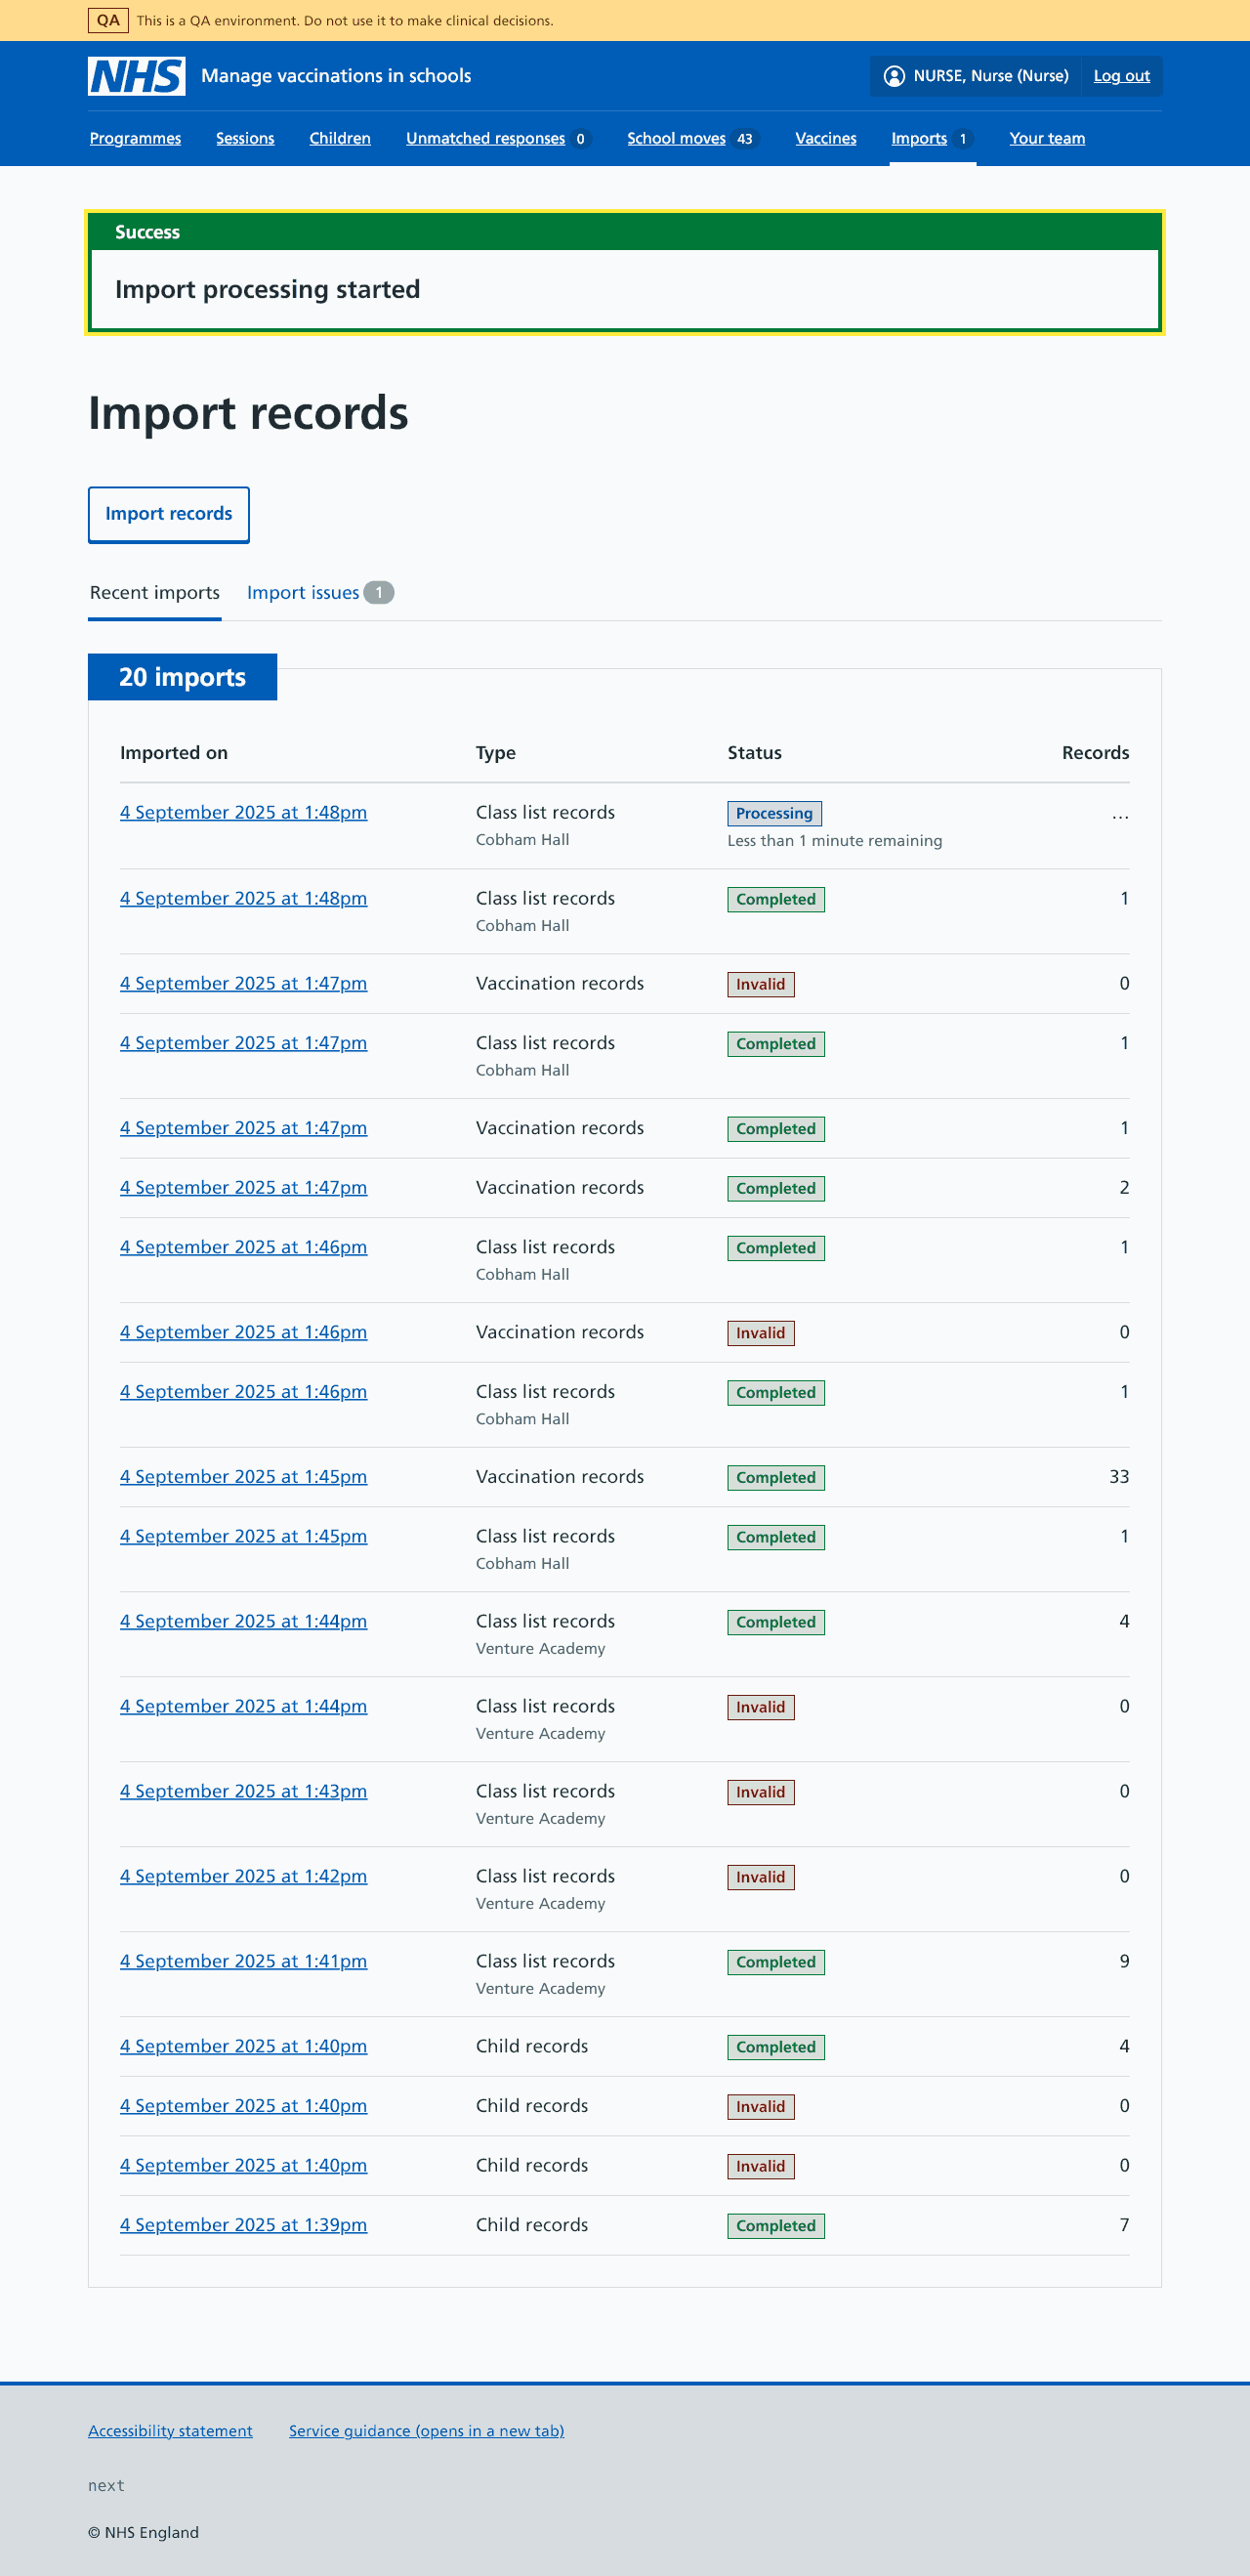 QA This is a QA environment. Do not use it to make clinical decisions.
NHS Manage vaccinations in schools NURSE, Nurse (Nurse) Log out
Programmes Sessions Children Unmatched responses 0 School moves 43 Vaccines Imports 1 Your team
Success
Import processing started
Import records
Import records
Recent imports Import issues 1
20 imports
Imported on Type Status Records
4 September 2025 at 1:48pm Class list records Processing ...
Cobham Hall Less than 1 minute remaining
4 September 2025 at 1:48pm Class list records Completed 1
Cobham Hall
4 September 2025 at 1:47pm Vaccination records Invalid 0
4 September 2025 at 1:47pm Class list records Completed 1
Cobham Hall
4 September 2025 at 1:47pm Vaccination records Completed 1
4 September 2025 at 1:47pm Vaccination records Completed 2
4 September 2025 at 1:46pm Class list records Completed 1
Cobham Hall
4 September 2025 at 1:46pm Vaccination records Invalid 0
4 September 2025 at 1:46pm Class list records Completed 1
Cobham Hall
4 September 2025 at 1:45pm Vaccination records Completed 33
4 September 2025 at 1:45pm Class list records Completed 1
Cobham Hall
4 September 2025 at 1:44pm Class list records Completed 4
Venture Academy
4 September 2025 at 1:44pm Class list records Invalid 0
Venture Academy
4 September 2025 at 1:43pm Class list records Invalid 0
Venture Academy
4 September 2025 at 1:42pm Class list records Invalid 0
Venture Academy
4 September 2025 at 1:41pm Class list records Completed 9
Venture Academy
4 September 2025 at 1:40pm Child records Completed 4
4 September 2025 at 1:40pm Child records Invalid 0
4 September 2025 at 1:40pm Child records Invalid 0
4 September 2025 at 1:39pm Child records Completed 7
Accessibility statement Service guidance (opens in a new tab)
next
© NHS England